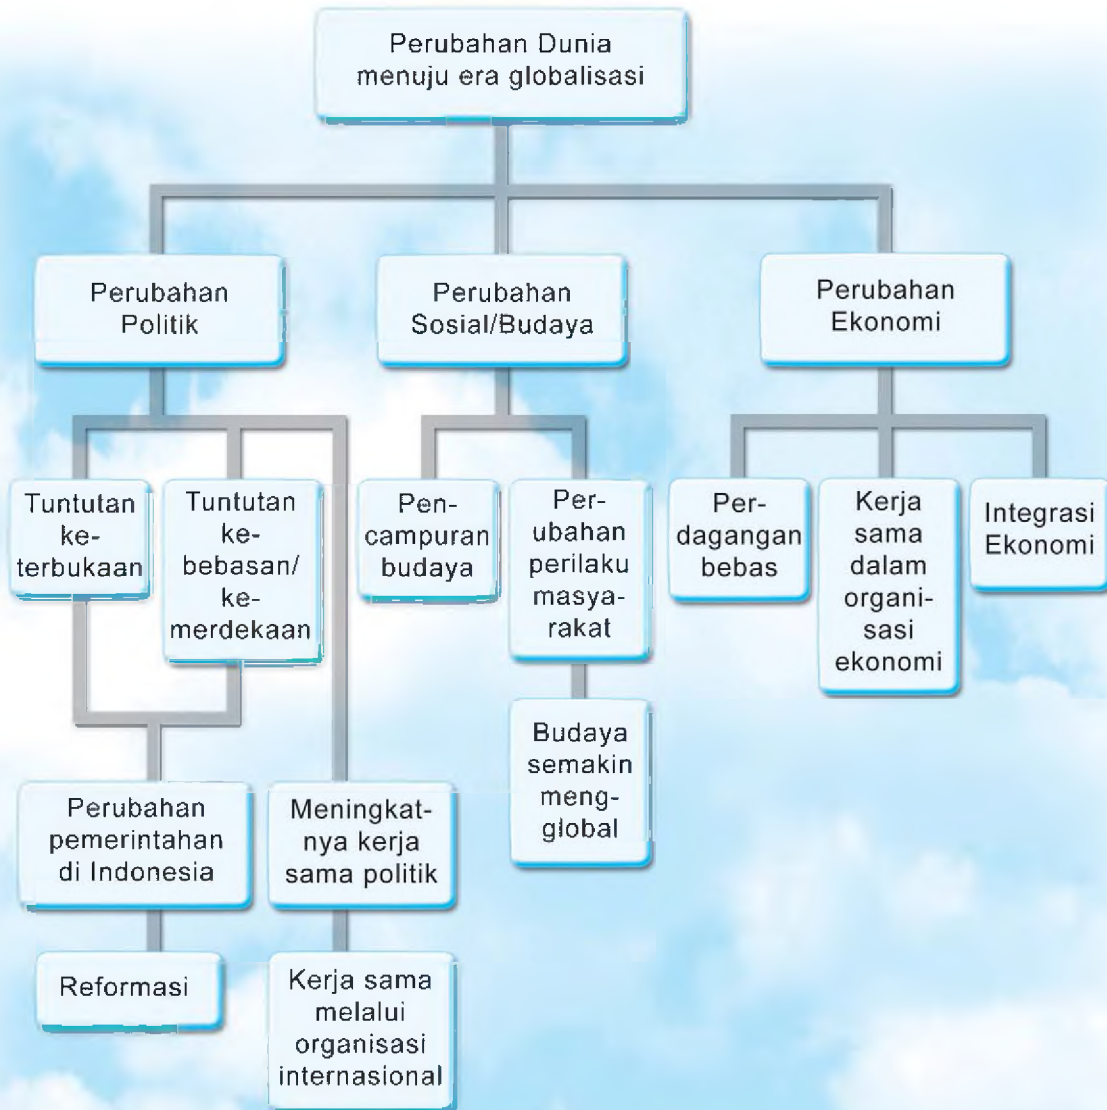 Perubahan Dunia
menuju era globalisasi
Perubahan
Politik
Perubahan
Sosial/Budaya
Perubahan
Ekonomi
Tuntutan
ke-
terbukaan
Tuntutan
ke-
bebasan/
ke-
merdekaan
Pen-
campuran
budaya
Per-
ubahan
perilaku
masya-
rakat
Per-
dagangan
bebas
Kerja
sama
dalam
organi-
sasi
ekonomi
Integrasi
Ekonomi
Budaya
semakin
meng-
global
Perubahan
pemerintahan
di Indonesia
Meningkat-
nya kerja
sama politik
Reformasi
Kerja sama
melalui
organisasi
internasional